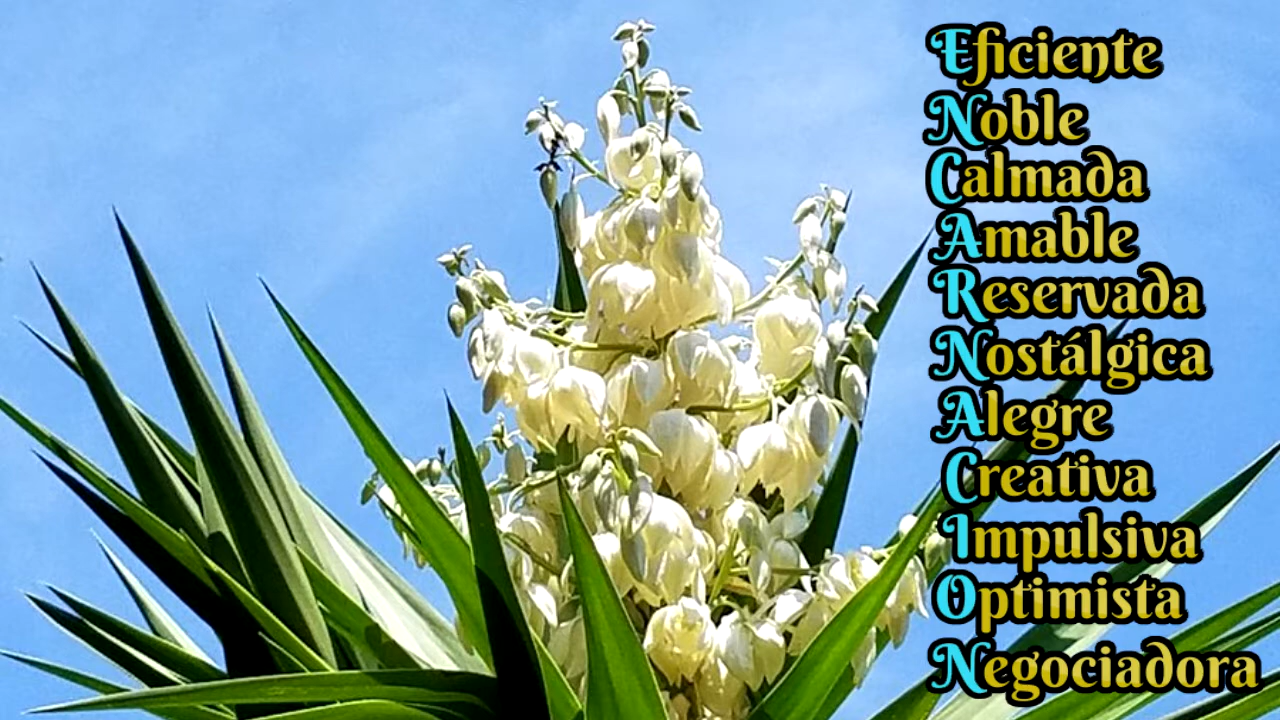 Eficiente
Noble
Calmada
Amable
Reservada
Nostálgica
Alegre
Creativa
Impulsiva
Optimista
Negociadora